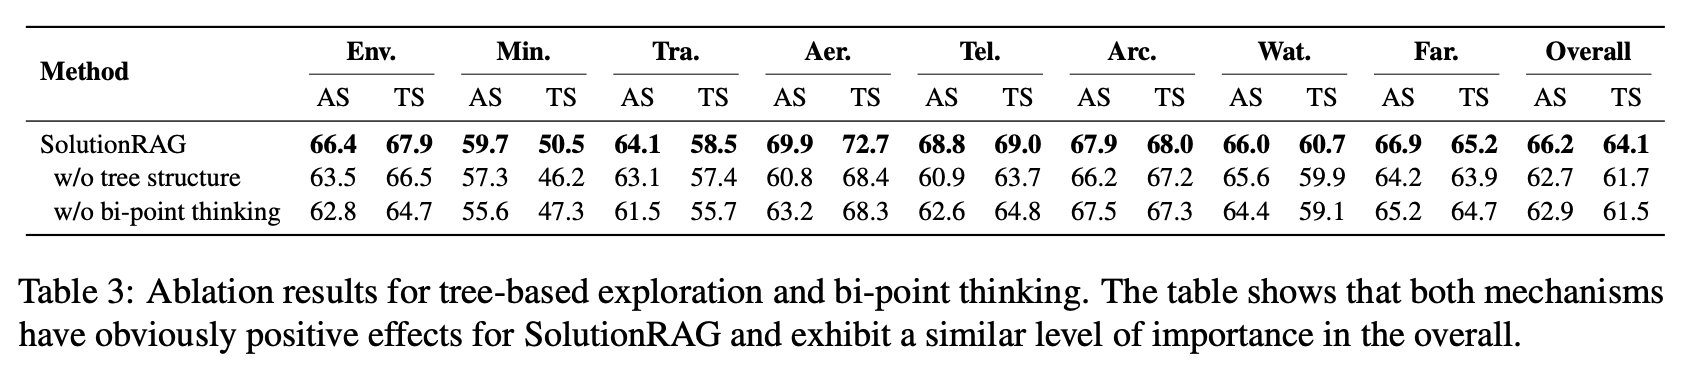 Method Env. Min. Tra. Aer. Tel. Arc. Wat. Far. Overall
AS TS AS TS AS TS AS TS AS TS AS TS AS TS AS TS AS TS
SolutionRAG 66.4 67.9 59.7 50.5 64.1 58.5 69.9 72.7 68.8 69.0 67.9 68.0 66.0 60.7 66.9 65.2 66.2 64.1
w/o tree structure 63.5 66.5 57.3 46.2 63.1 57.4 60.8 68.4 60.9 63.7 66.2 67.2 65.6 59.9 64.2 63.9 62.7 61.7
w/o bi-point thinking 62.8 64.7 55.6 47.3 61.5 55.7 63.2 68.3 62.6 64.8 67.5 67.3 64.4 59.1 65.2 64.7 62.9 61.5
Table 3: Ablation results for tree-based exploration and bi-point thinking. The table shows that both mechanisms
have obviously positive effects for SolutionRAG and exhibit a similar level of importance in the overall.